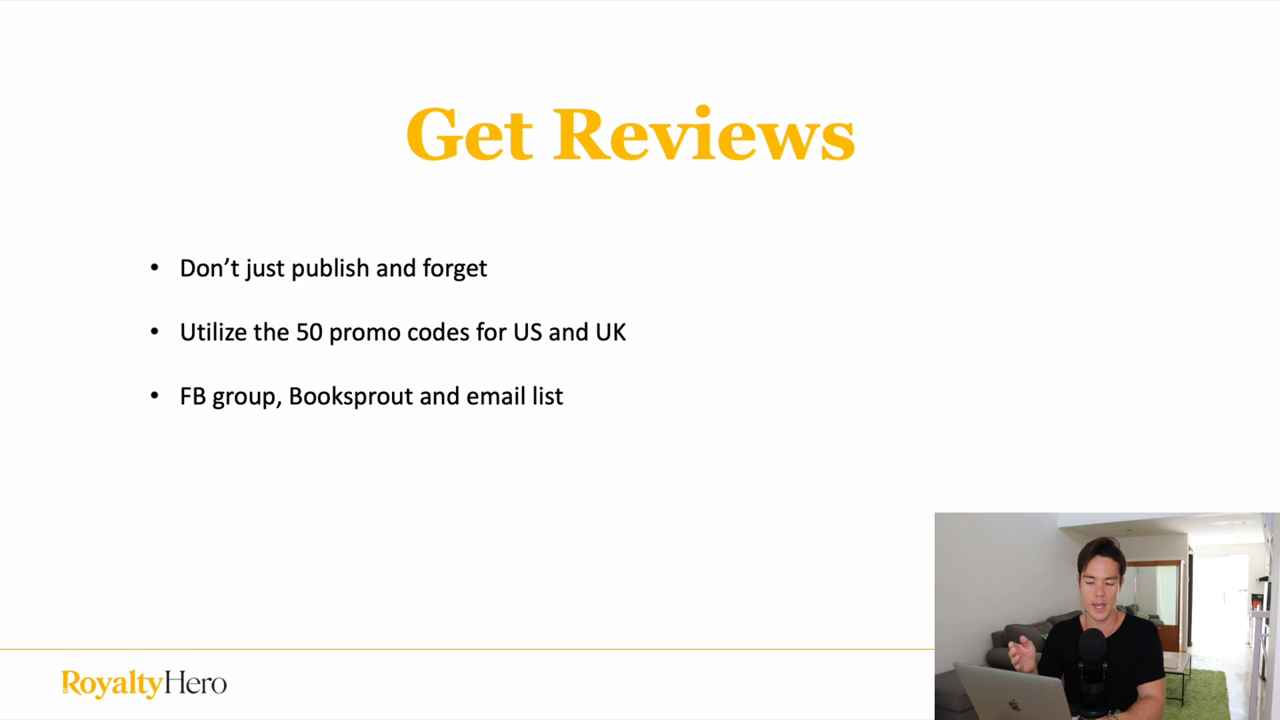 Get Reviews
• Don’t just publish and forget
• Utilize the 50 promo codes for US and UK
• FB group, Booksprout and email list
RoyaltyHero